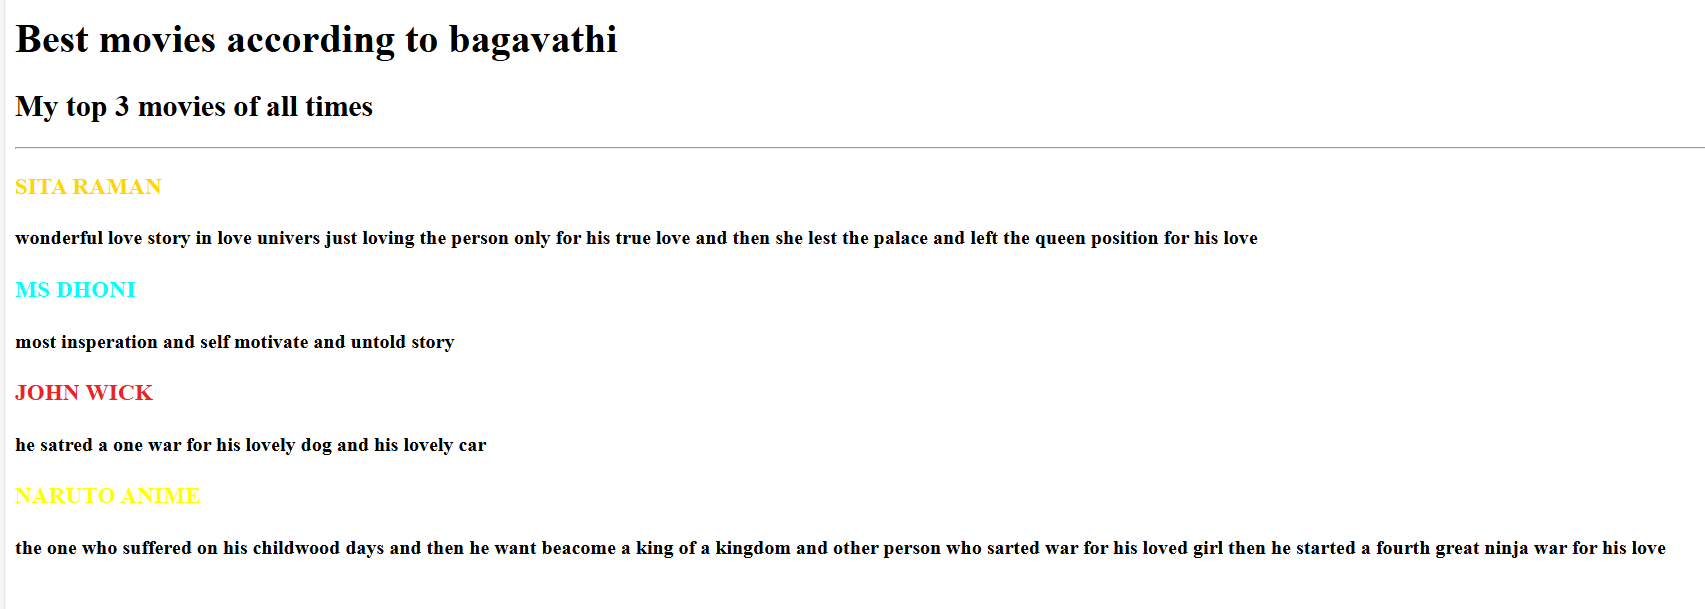 Best movies according to bagavathi
My top 3 movies of all times
SITA RAMAN
wonderful love story in love univers just loving the person only for his true love and then she lest the palace and left the queen position for his love
MS DHONI
most insperation and self motivate and untold story
JOHN WICK
he satred a one war for his lovely dog and his lovely car
NARUTO ANIME
the one who suffered on his childwood days and then he want beacome a king of a kingdom and other person who sarted war for his loved girl then he started a fourth great ninja war for his love